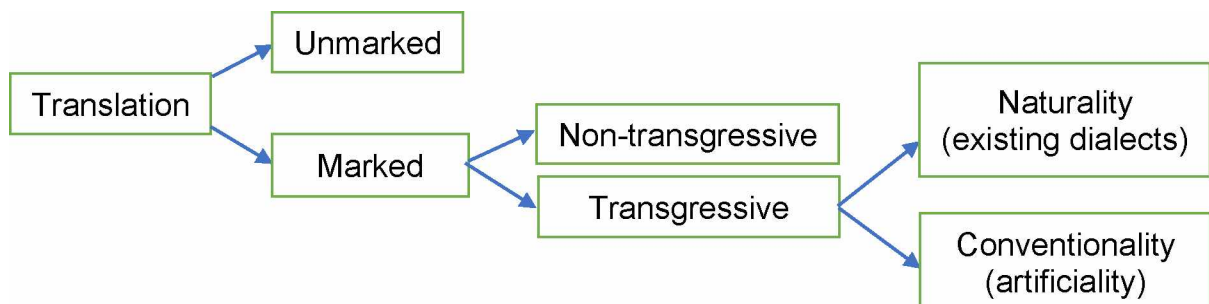 Translation
Unmarked
Marked
Non-transgressive
Transgressive
Naturality
(existing dialects)
Conventionality
(artificiality)